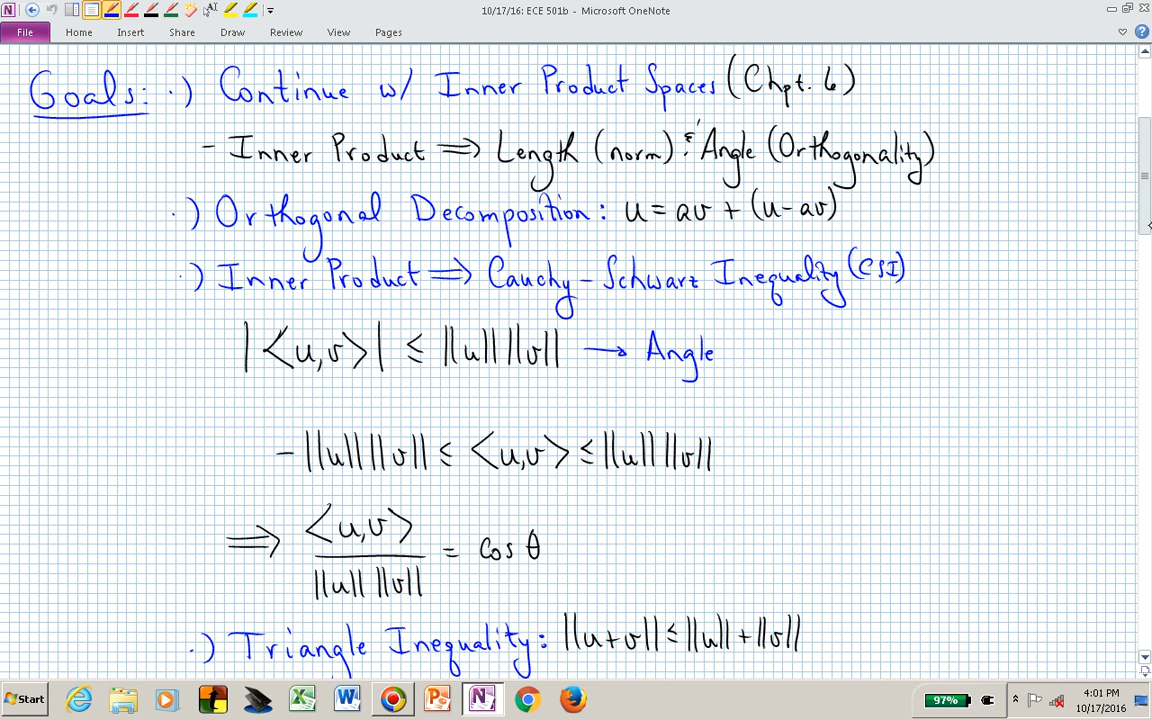 10/17/16: ECE 501b - Microsoft OneNote
File Home Insert Share Draw Review View Pages
Goals: ·) Continue w/ Inner Product Spaces (Chpt. 6)
- Inner Product ⟹ Length (norm) & Angle (Orthogonality)
·) Orthogonal Decomposition: u = av + (u - av)
·) Inner Product ⟹ Cauchy - Schwarz Inequality (CSI)
|<u,v>| ≤ ||u|| ||v|| → Angle
-||u|| ||v|| ≤ <u,v> ≤ ||u|| ||v||
⟹ <u,v> / ||u|| ||v|| = cos θ
·) Triangle Inequality: ||u+v|| ≤ ||u|| + ||v||
Start
97%
4:01 PM
10/17/2016